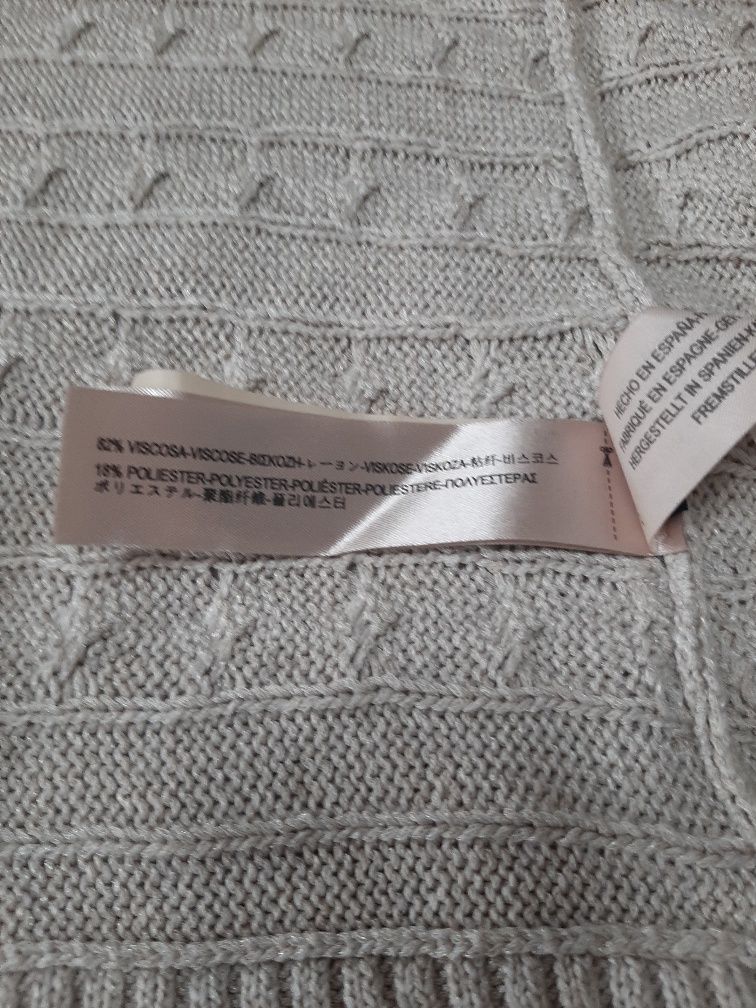 82% VISCOSA-VISCOSE-ΒΙΣΚΟΖΗ-レーヨン-VISKOSE-VISKOZA-粘纤-비스코스
18% POLIESTER-POLYESTER-POLIÉSTER-POLIESTERE-ΠΟΛΥΕΣΤΕΡΑΣ
ポリエステル-聚酯纤维-폴리에스터
HECHO EN ESPAÑA
FABRIQUÉ EN ESPAGNE
HERGESTELLT IN SPANIEN
FREMSTILLE